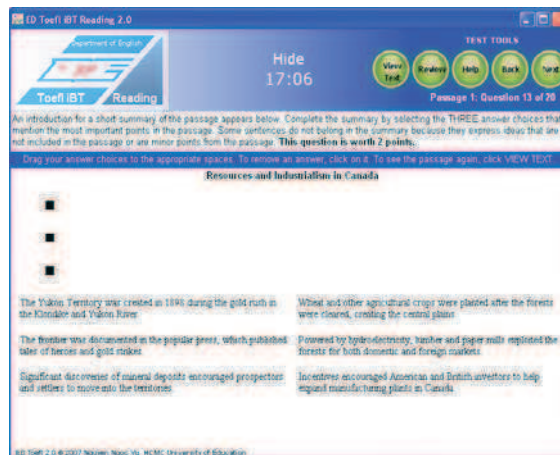 ED Toefl iBT Reading 2.0
Department of English
Toefl iBT Reading
Hide
17:06
TEST TOOLS
View Text
Review
Help
Back
Next
Passage 1: Question 13 of 20
An introduction for a short summary of the passage appears below. Complete the summary by selecting the THREE answer choices that
mention the most important points in the passage. Some sentences do not belong in the summary because they express ideas that are
not included in the passage or are minor points from the passage. This question is worth 2 points.
Drag your answer choices to the appropriate spaces. To remove an answer, click on it. To see the passage again, click VIEW TEXT
Resources and Industrialism in Canada
The Yukon Territory was created in 1898 during the gold rush in
the Klondike and Yukon River.
Wheat and other agricultural crops were planted after the forests
were cleared, creating the central plains
The frontier was documented in the popular press, which published
tales of heroes and gold strikes
Powered by hydroelectricity, lumber and paper mills exploited the
forests for both domestic and foreign markets.
Significant discoveries of mineral deposits encouraged prospectors
and settlers to move into the territories
Incentives encouraged American and British investors to help
expand manufacturing plants in Canada.
ED Toefl 2.0 @2007 Nguyen Ngoc Vu, HCMC University of Education